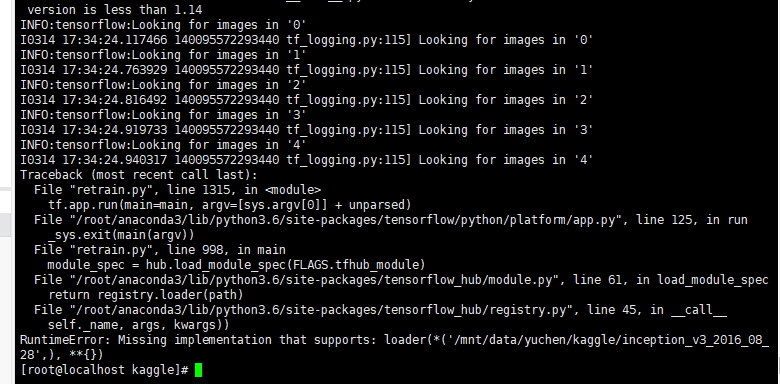 version is less than 1.14
INFO:tensorflow:Looking for images in '0'
I0314 17:34:24.117466 140095572293440 tf_logging.py:115] Looking for images in '0'
INFO:tensorflow:Looking for images in '1'
I0314 17:34:24.763929 140095572293440 tf_logging.py:115] Looking for images in '1'
INFO:tensorflow:Looking for images in '2'
I0314 17:34:24.816492 140095572293440 tf_logging.py:115] Looking for images in '2'
INFO:tensorflow:Looking for images in '3'
I0314 17:34:24.919733 140095572293440 tf_logging.py:115] Looking for images in '3'
INFO:tensorflow:Looking for images in '4'
I0314 17:34:24.940317 140095572293440 tf_logging.py:115] Looking for images in '4'
Traceback (most recent call last):
  File "retrain.py", line 1315, in <module>
    tf.app.run(main=main, argv=[sys.argv[0]] + unparsed)
  File "/root/anaconda3/lib/python3.6/site-packages/tensorflow/python/platform/app.py", line 125, in run
    _sys.exit(main(argv))
  File "retrain.py", line 998, in main
    module_spec = hub.load_module_spec(FLAGS.tfhub_module)
  File "/root/anaconda3/lib/python3.6/site-packages/tensorflow_hub/module.py", line 61, in load_module_spec
    return registry.loader(path)
  File "/root/anaconda3/lib/python3.6/site-packages/tensorflow_hub/registry.py", line 45, in __call__
    self._name, args, kwargs))
RuntimeError: Missing implementation that supports: loader(*('/mnt/data/yuchen/kaggle/inception_v3_2016_08_
28',), **{})
[root@localhost kaggle]#